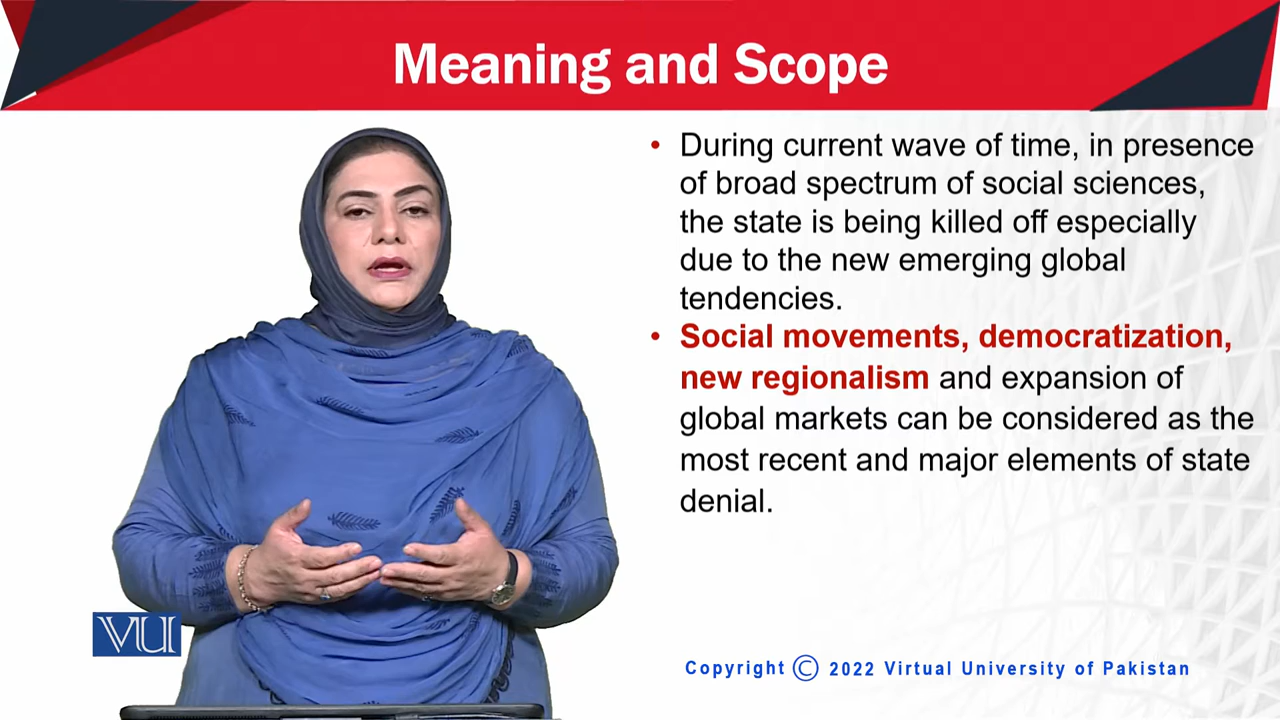 Meaning and Scope
• During current wave of time, in presence
of broad spectrum of social sciences,
the state is being killed off especially
due to the new emerging global
tendencies.
• Social movements, democratization,
new regionalism and expansion of
global markets can be considered as the
most recent and major elements of state
denial.
VU
Copyright © 2022 Virtual University of Pakistan